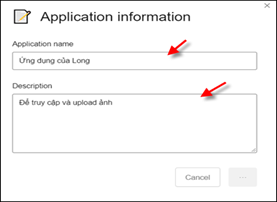 Application information
Application name
Ứng dụng của Long
Description
Để truy cập và upload ảnh
Cancel